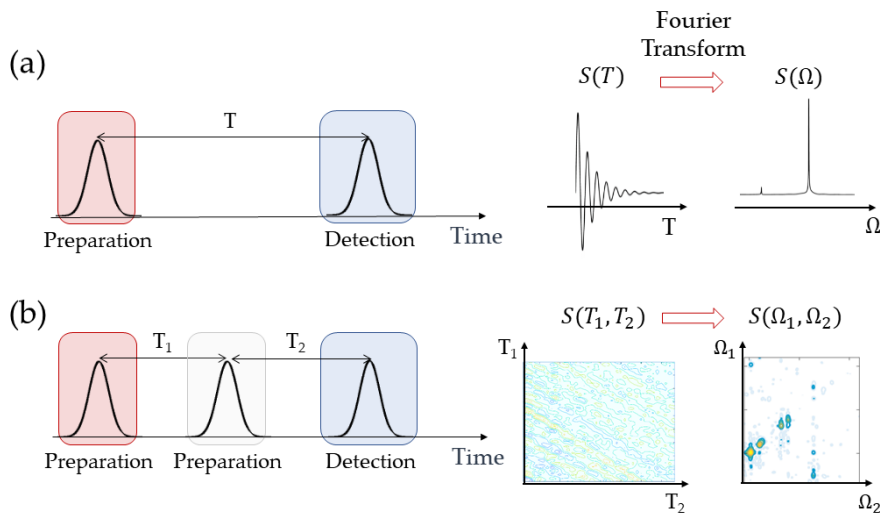 (a)
T
Preparation
Detection
Time
Fourier
Transform
S(T)
S(Ω)
T
Ω
(b)
T₁
T₂
Preparation
Preparation
Detection
Time
S(T₁, T₂)
S(Ω₁, Ω₂)
T₁
T₂
Ω₁
Ω₂